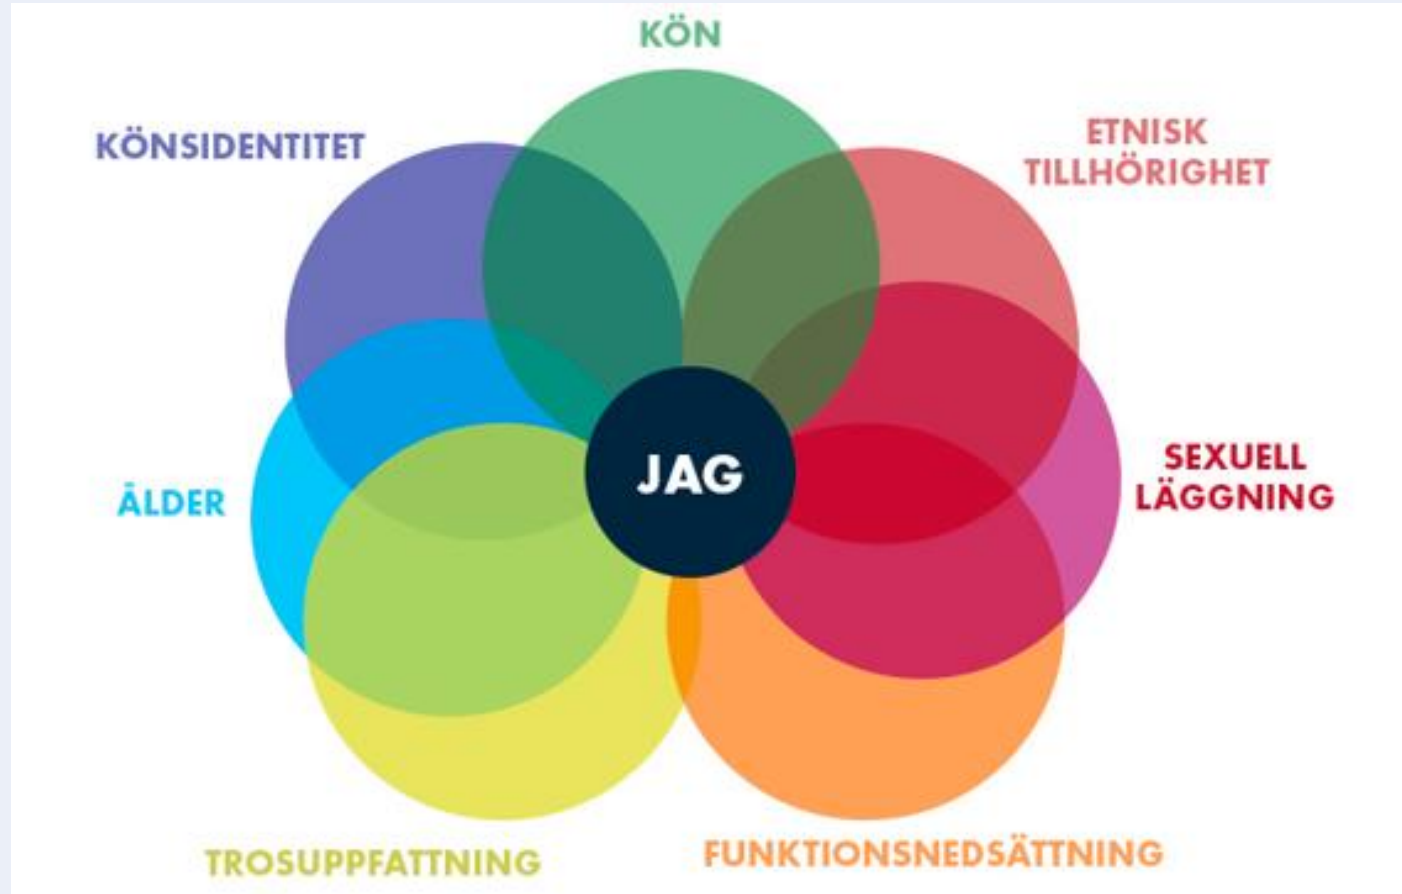 KÖN
KÖNSIDENTITET
ETNISK
TILLHÖRIGHET
JAG
SEXUELL
LÄGGNING
ÅLDER
TROSUPPFATTNING
FUNKTIONSNEDSÄTTNING